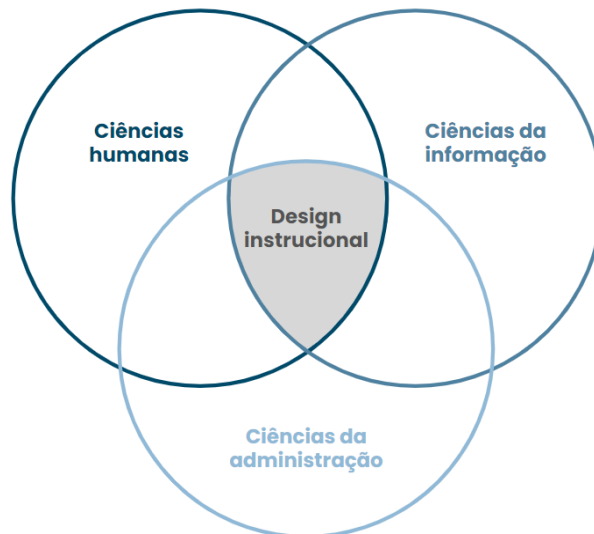 Ciências
humanas
Ciências da
informação
Design
instrucional
Ciências da
administração